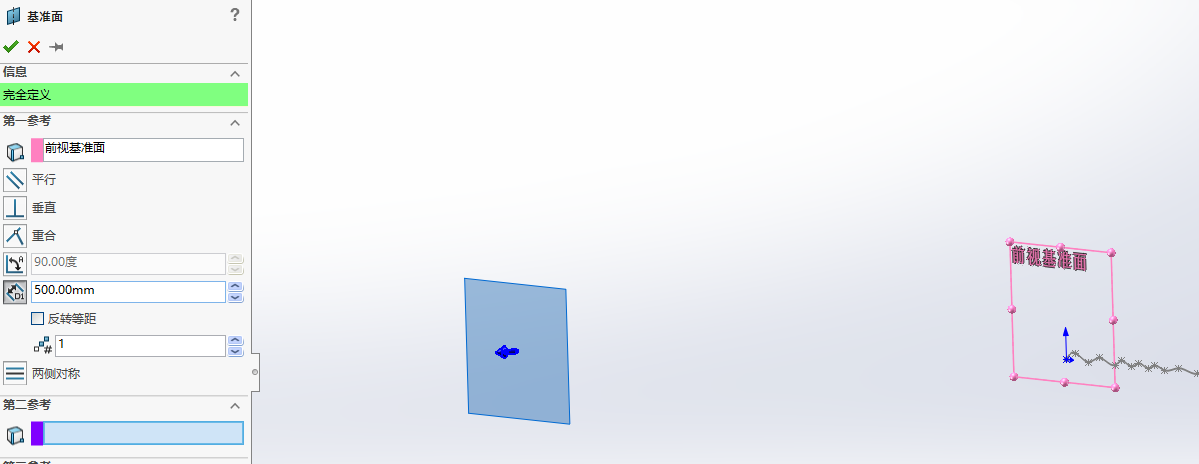 基准面
?
信息
完全定义
第一参考
前视基准面
平行
垂直
重合
90.00度
D1
500.00mm
反转等距
# 1
两侧对称
第二参考
前视基准面